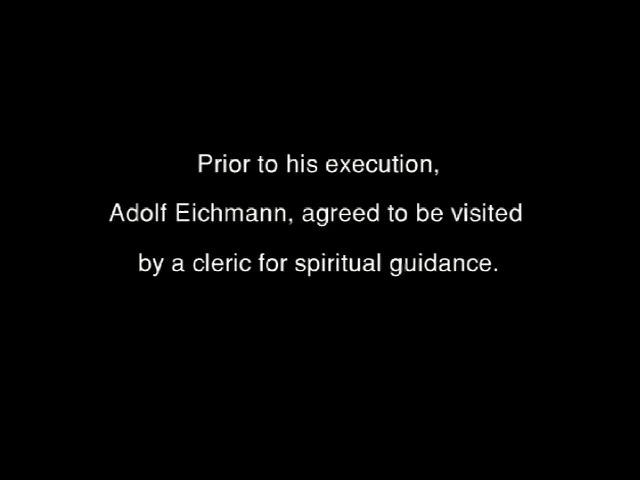 Prior to his execution,
Adolf Eichmann, agreed to be visited
by a cleric for spiritual guidance.